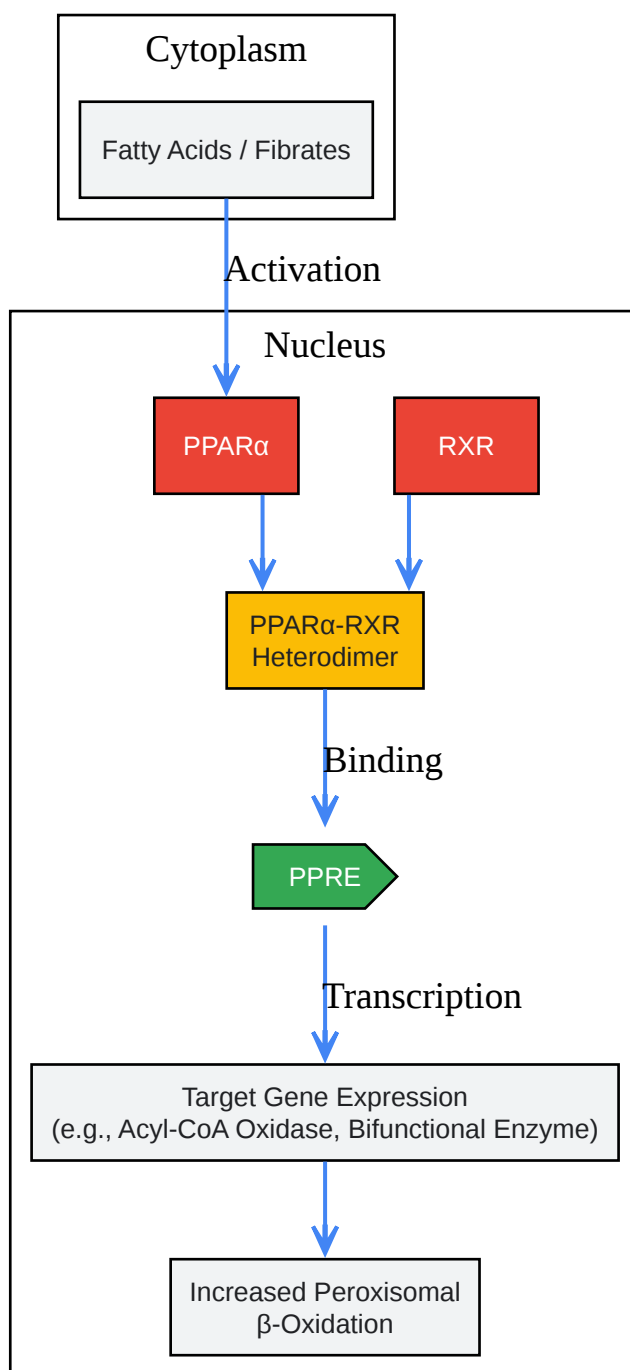 Cytoplasm
Fatty Acids / Fibrates
Activation
Nucleus
PPARα
RXR
PPARα-RXR
Heterodimer
Binding
PPRE
Transcription
Target Gene Expression
(e.g., Acyl-CoA Oxidase, Bifunctional Enzyme)
Increased Peroxisomal
β-Oxidation